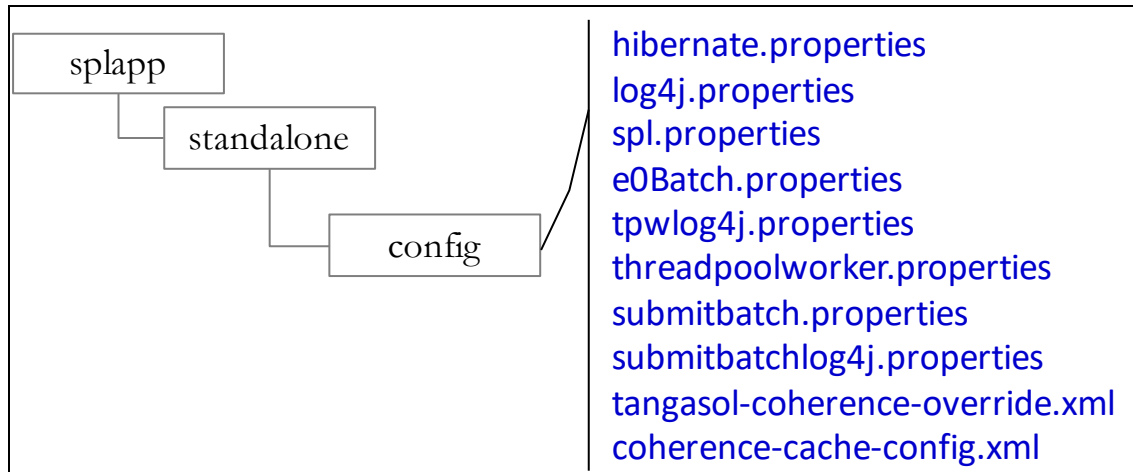 splapp
standalone
config
hibernate.properties
log4j.properties
spl.properties
e0Batch.properties
tpwlog4j.properties
threadpoolworker.properties
submitbatch.properties
submitbatchlog4j.properties
tangasol-coherence-override.xml
coherence-cache-config.xml